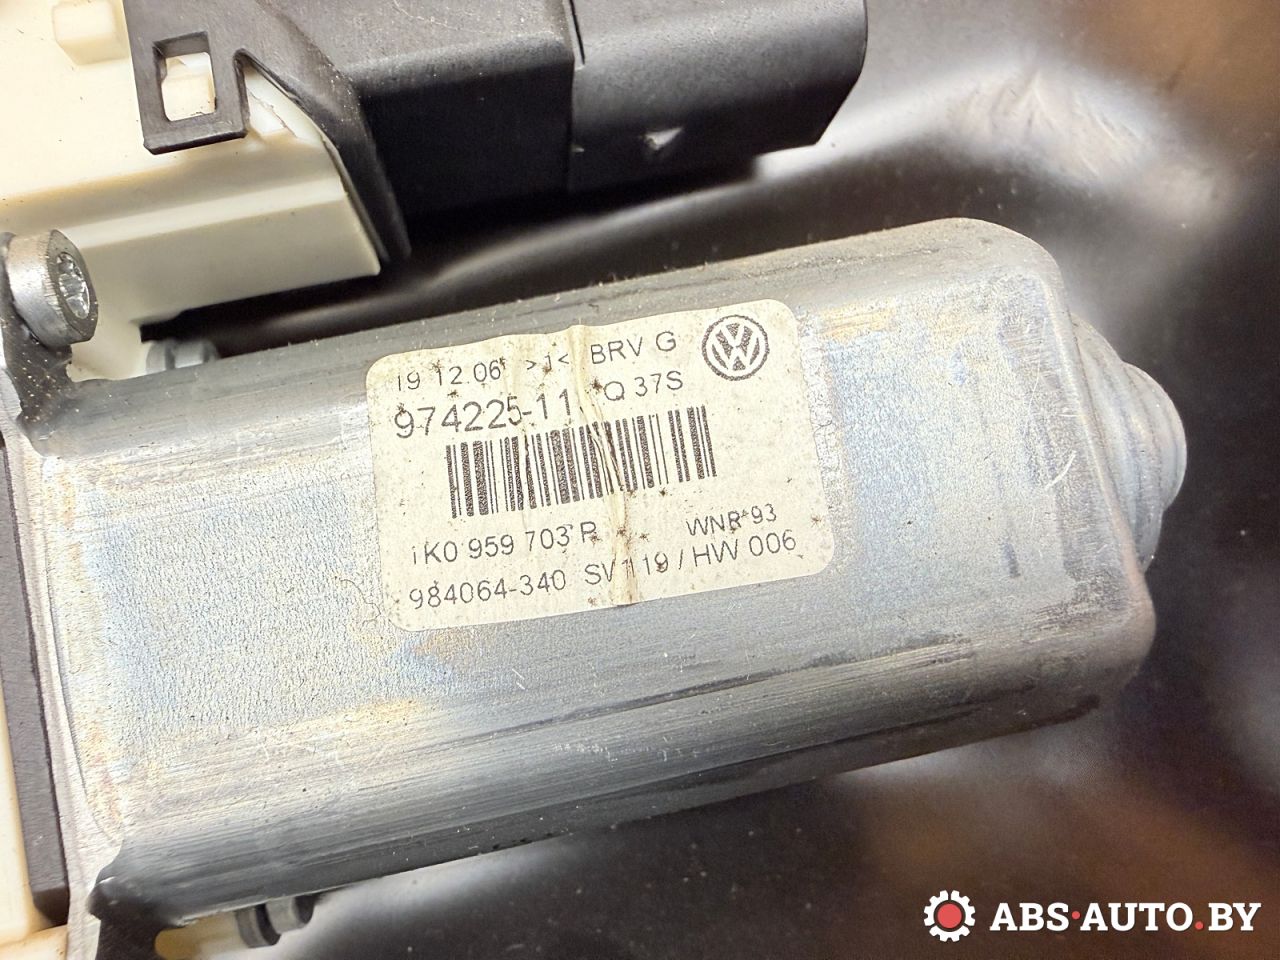 19 12.06 >1< BRV G
974225-11 Q 37S
1K0 959 703 P WNR*93
984064-340 SV119 / HW 006
ABS·AUTO.BY